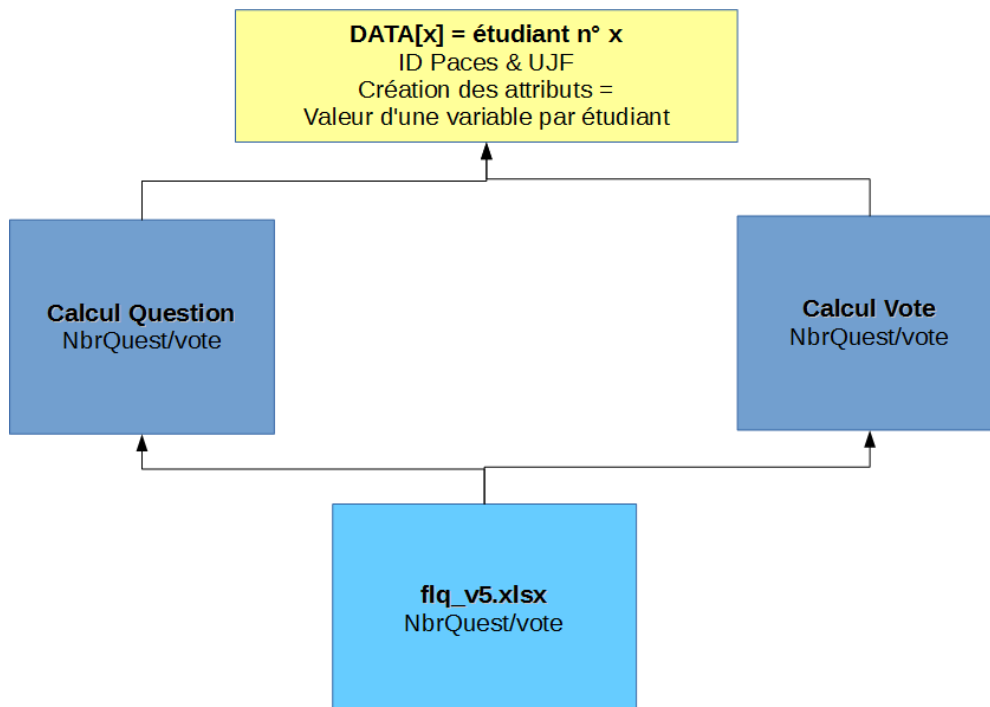 DATA[x] = étudiant n° x
ID Paces & UJF
Création des attributs =
Valeur d'une variable par étudiant
Calcul Question
NbrQuest/vote
Calcul Vote
NbrQuest/vote
flq_v5.xlsx
NbrQuest/vote